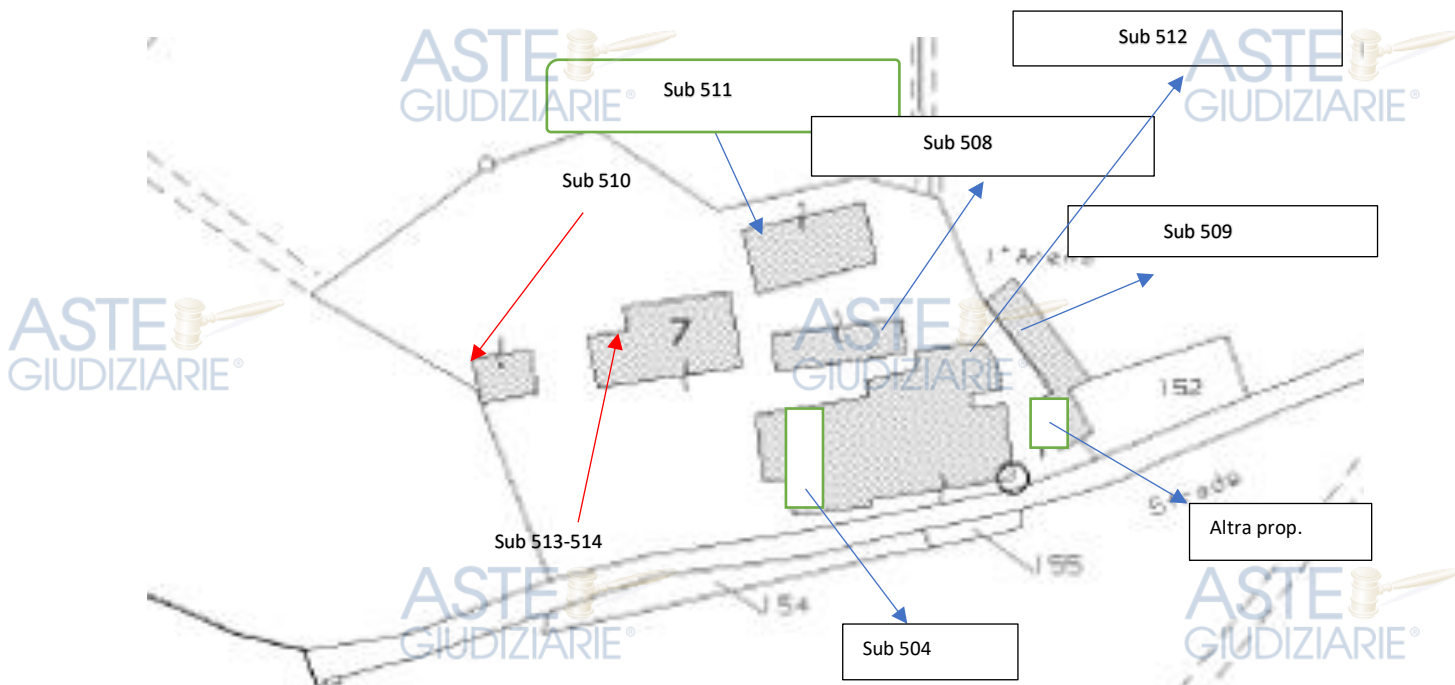 Sub 512
ASTE
GIUDIZIARIE®
ASTE
GIUDIZIARIE®
Sub 511
Sub 508
Sub 510
Sub 509
ASTE
GIUDIZIARIE®
7
ASTE
GIUDIZIARIE®
152
Strada
Altra prop.
Sub 513-514
155
154
ASTE
GIUDIZIARIE®
ASTE
GIUDIZIARIE®
Sub 504